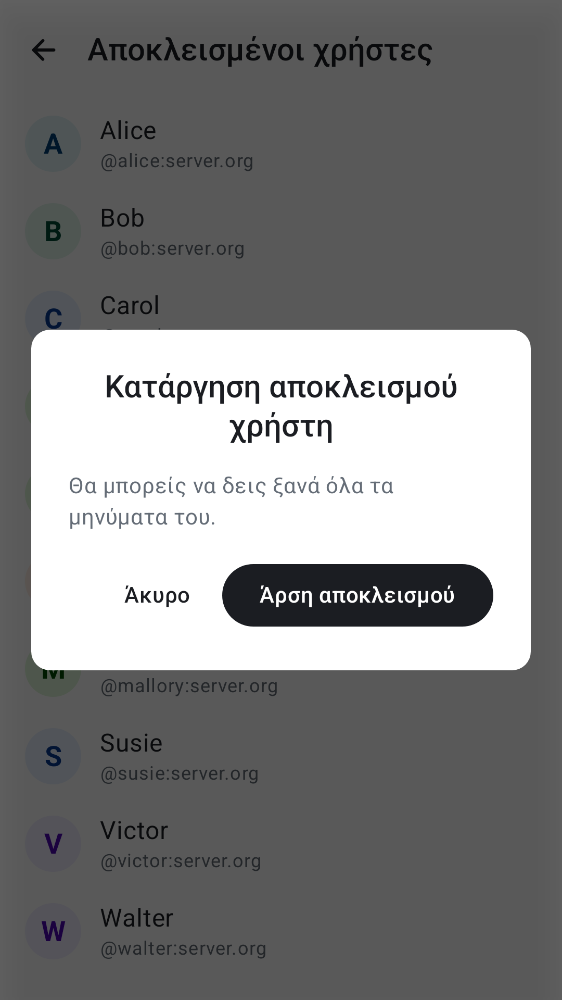 Αποκλεισμένοι χρήστες
A
Alice
@alice:server.org
B
Bob
@bob:server.org
C
Carol
Κατάργηση αποκλεισμού
χρήστη
Θα μπορείς να δεις ξανά όλα τα
μηνύματα του.
Άκυρο
Άρση αποκλεισμού
M
@mallory:server.org
S
Susie
@susie:server.org
V
Victor
@victor:server.org
W
Walter
@walter:server.org